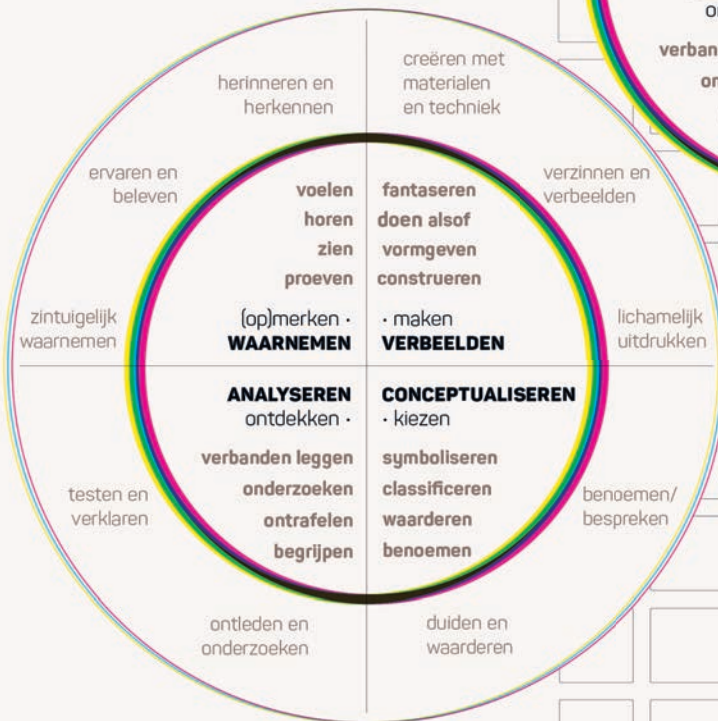 herinneren en
herkennen
creëren met
materialen
en techniek
ervaren en
beleven
verzinnen en
verbeelden
zintuigelijk
waarnemen
lichamelijk
uitdrukken
voelen
horen
zien
proeven
(op)merken ·
WAARNEMEN
fantaseren
doen alsof
vormgeven
construeren
· maken
VERBEELDEN
ANALYSEREN
ontdekken ·
verbanden leggen
onderzoeken
ontrafelen
begrijpen
CONCEPTUALISEREN
· kiezen
symboliseren
classificeren
waarderen
benoemen
testen en
verklaren
benoemen/
bespreken
ontleden en
onderzoeken
duiden en
waarderen